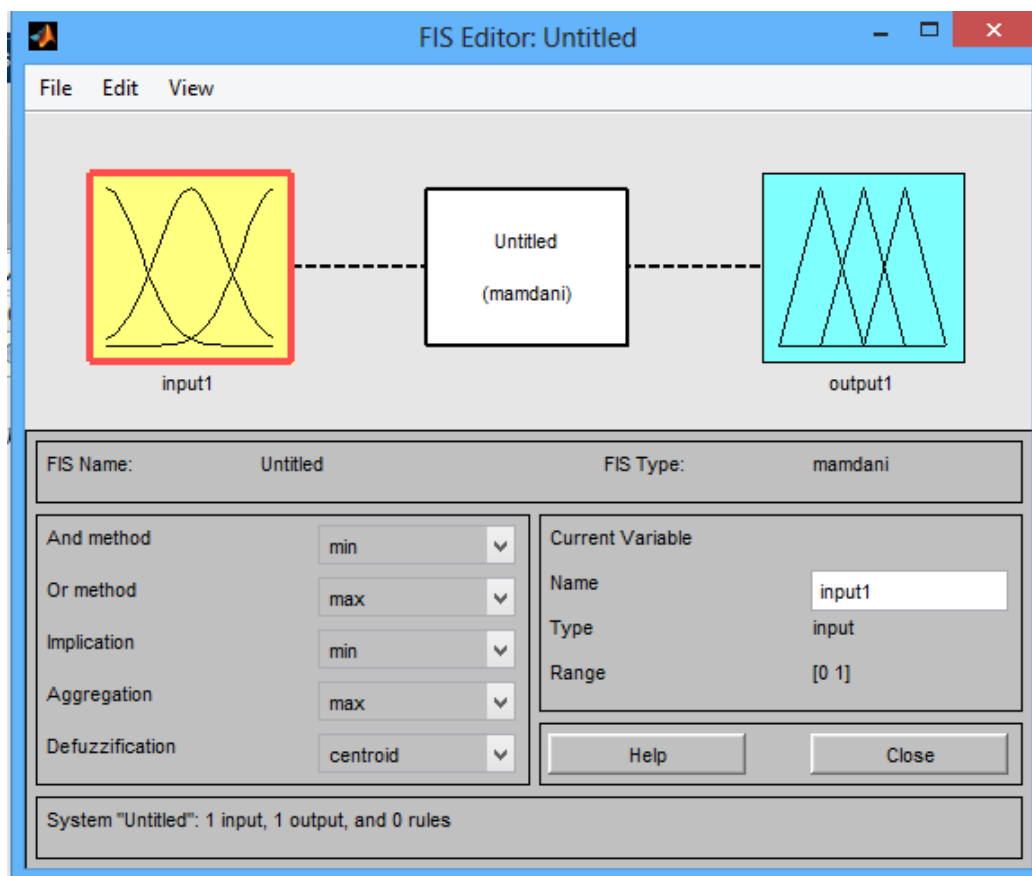 FIS Editor: Untitled
File Edit View
Untitled
(mamdani)
input1
output1
FIS Name: Untitled FIS Type: mamdani
And method min
Or method max
Implication min
Aggregation max
Defuzzification centroid
Current Variable
Name input1
Type input
Range [0 1]
Help Close
System "Untitled": 1 input, 1 output, and 0 rules